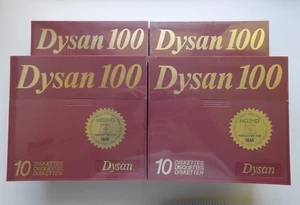 Dysan 100
Dysan 100
Dysan 100
Dysan 100
10 DISKETTES
DISQUETTES
DISKETTEN
Dysan
10 DISKETTES
DISQUETTES
DISKETTEN
Dysan